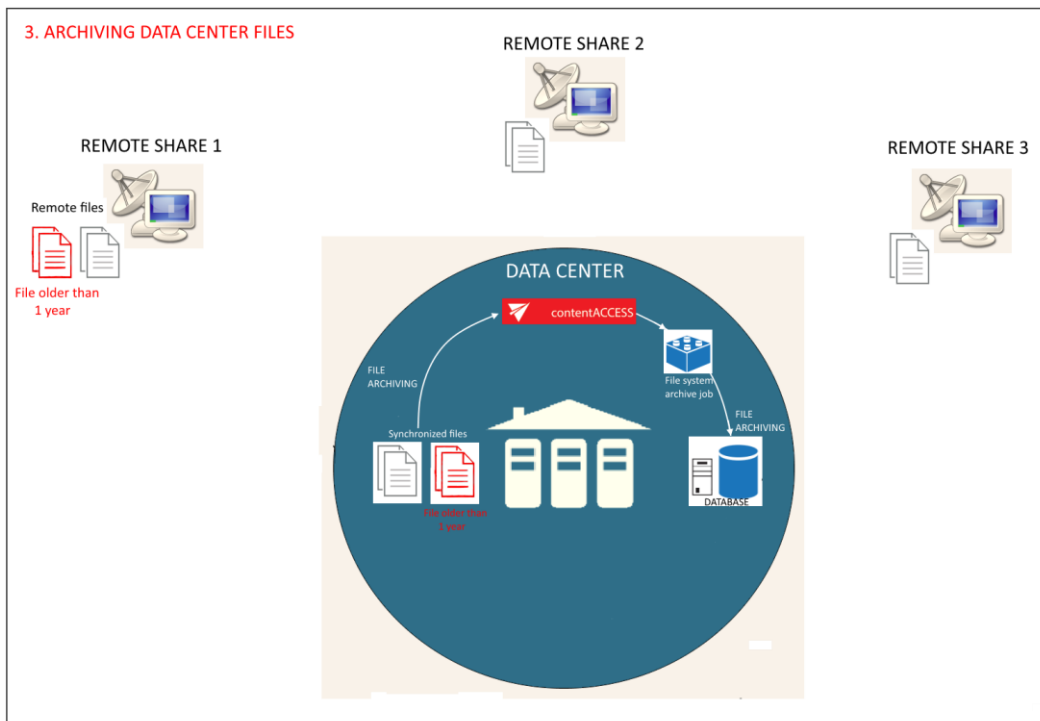 3. ARCHIVING DATA CENTER FILES
REMOTE SHARE 2
REMOTE SHARE 1
REMOTE SHARE 3
Remote files
File older than
1 year
DATA CENTER
contentACCESS
FILE
ARCHIVING
File system
archive job
FILE
ARCHIVING
Synchronized files
File older than
1 year
DATABASE